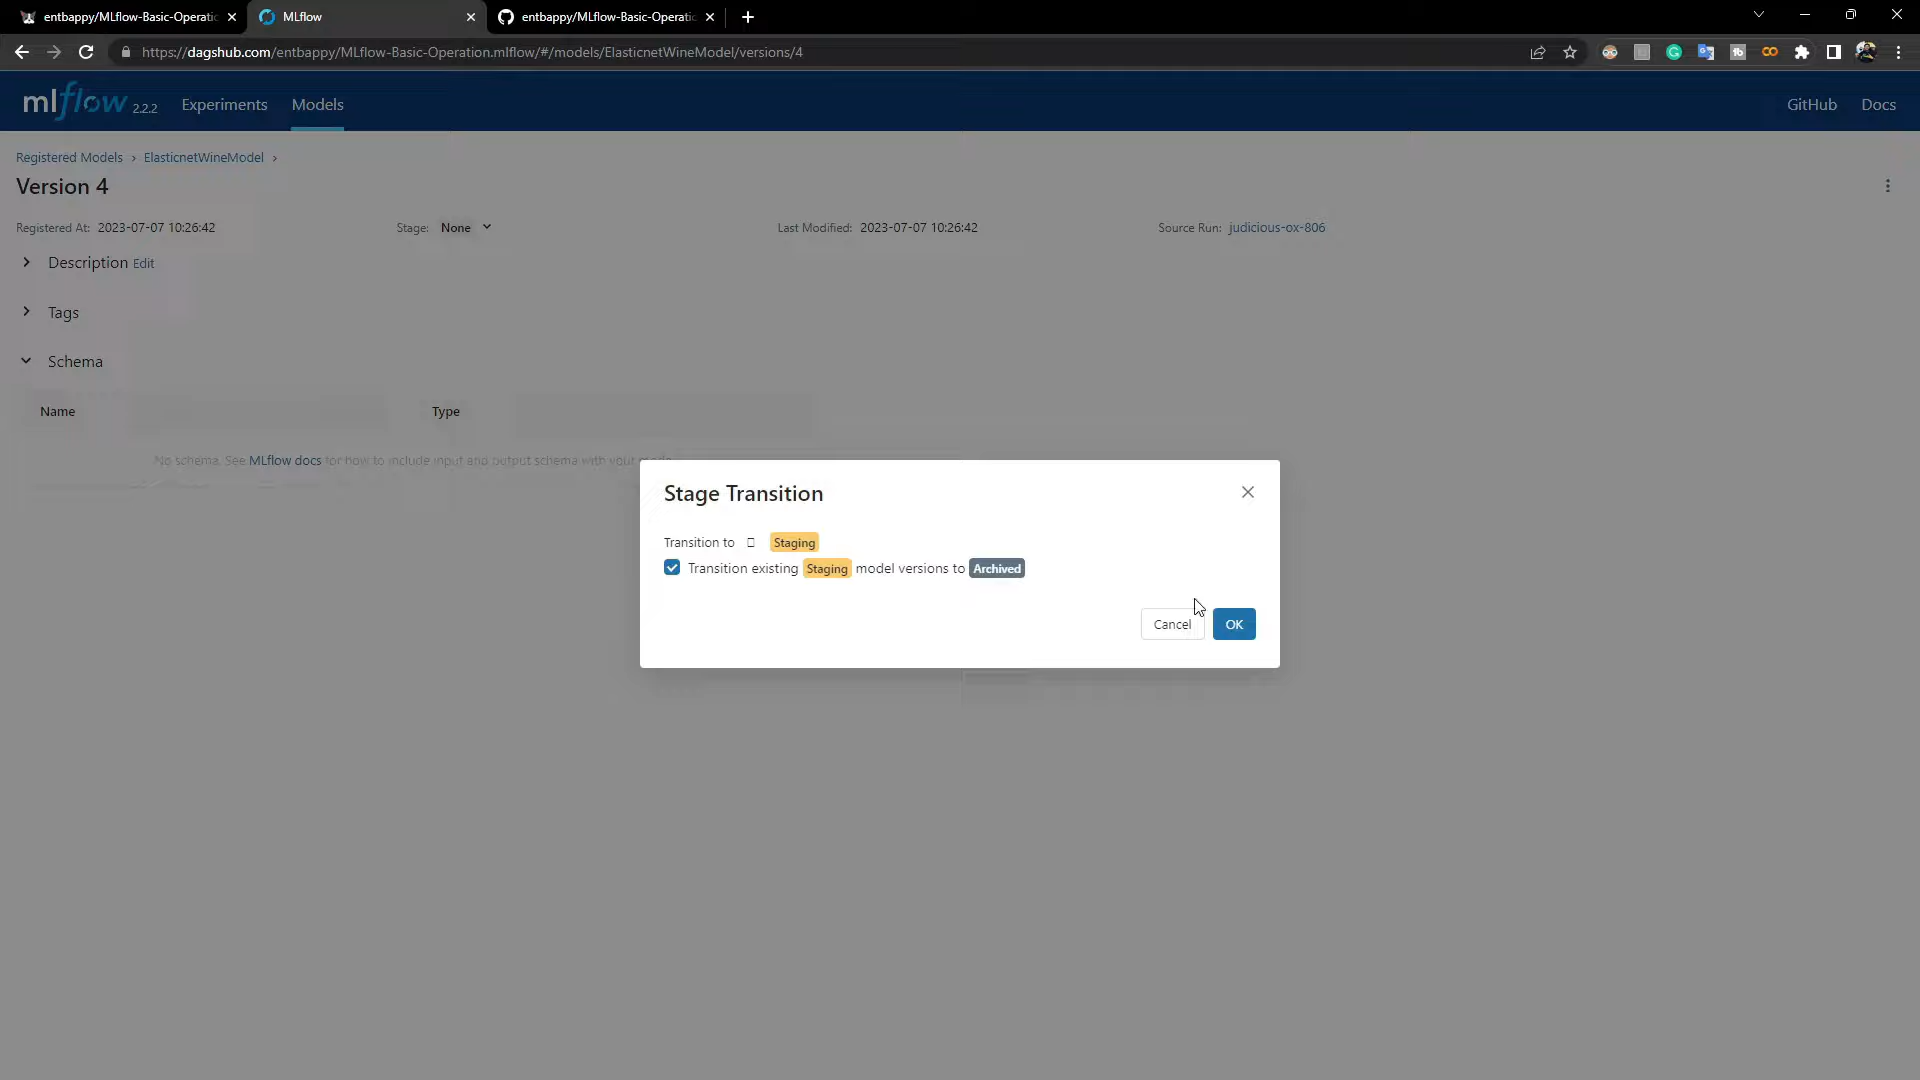 entbappy/MLflow-Basic-Operatic
MLflow
entbappy/MLflow-Basic-Operatic
https://dagshub.com/entbappy/MLflow-Basic-Operation.mlflow/#/models/ElasticnetWineModel/versions/4
mlflow 2.2.2 Experiments Models GitHub Docs
Registered Models > ElasticnetWineModel >
Version 4
Registered At: 2023-07-07 10:26:42 Stage: None Last Modified: 2023-07-07 10:26:42 Source Run: judicious-ox-806
Description Edit
Tags
Schema
Name Type
No schema. See MLflow docs for how to include input and output schema with your
Stage Transition
Transition to Staging
Transition existing Staging model versions to Archived
Cancel OK